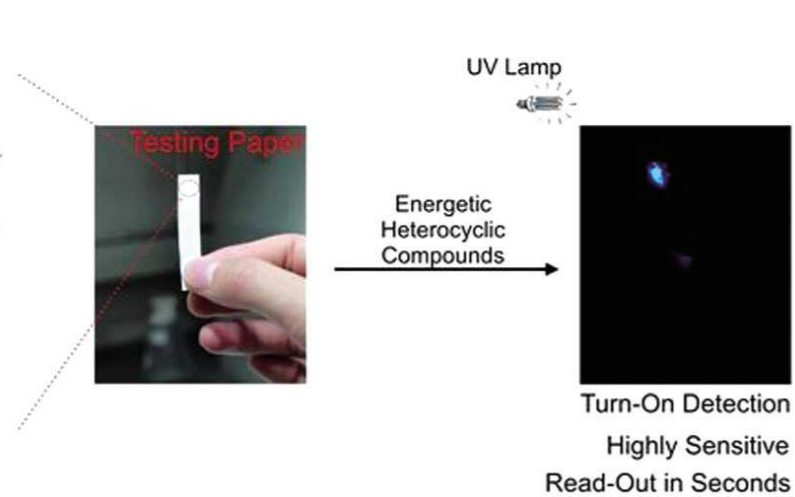 UV Lamp
Testing Paper
Energetic
Heterocyclic
Compounds
Turn-On Detection
Highly Sensitive
Read-Out in Seconds